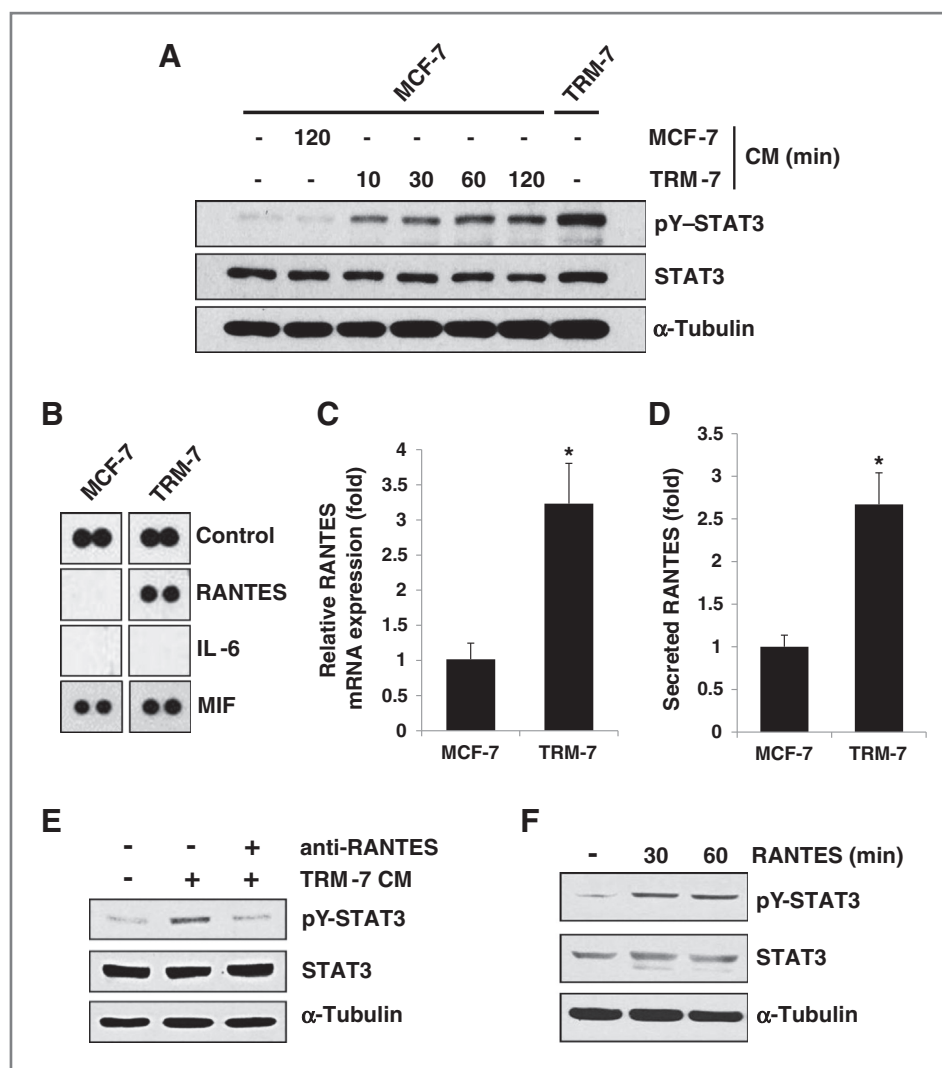 A
MCF-7 TRM-7
- 120 - - - - - MCF-7
- - 10 30 60 120 - TRM-7
CM (min)
pY–STAT3
STAT3
α-Tubulin
B
MCF-7 TRM-7
Control
RANTES
IL-6
MIF
C
Relative RANTES
mRNA expression (fold)
4
3.5
3
2.5
2
1.5
1
0.5
0
*
MCF-7 TRM-7
D
Secreted RANTES (fold)
3.5
3
2.5
2
1.5
1
0.5
0
*
MCF-7 TRM-7
E
- - + anti-RANTES
- + + TRM-7 CM
pY-STAT3
STAT3
α-Tubulin
F
- 30 60 RANTES (min)
pY-STAT3
STAT3
α-Tubulin